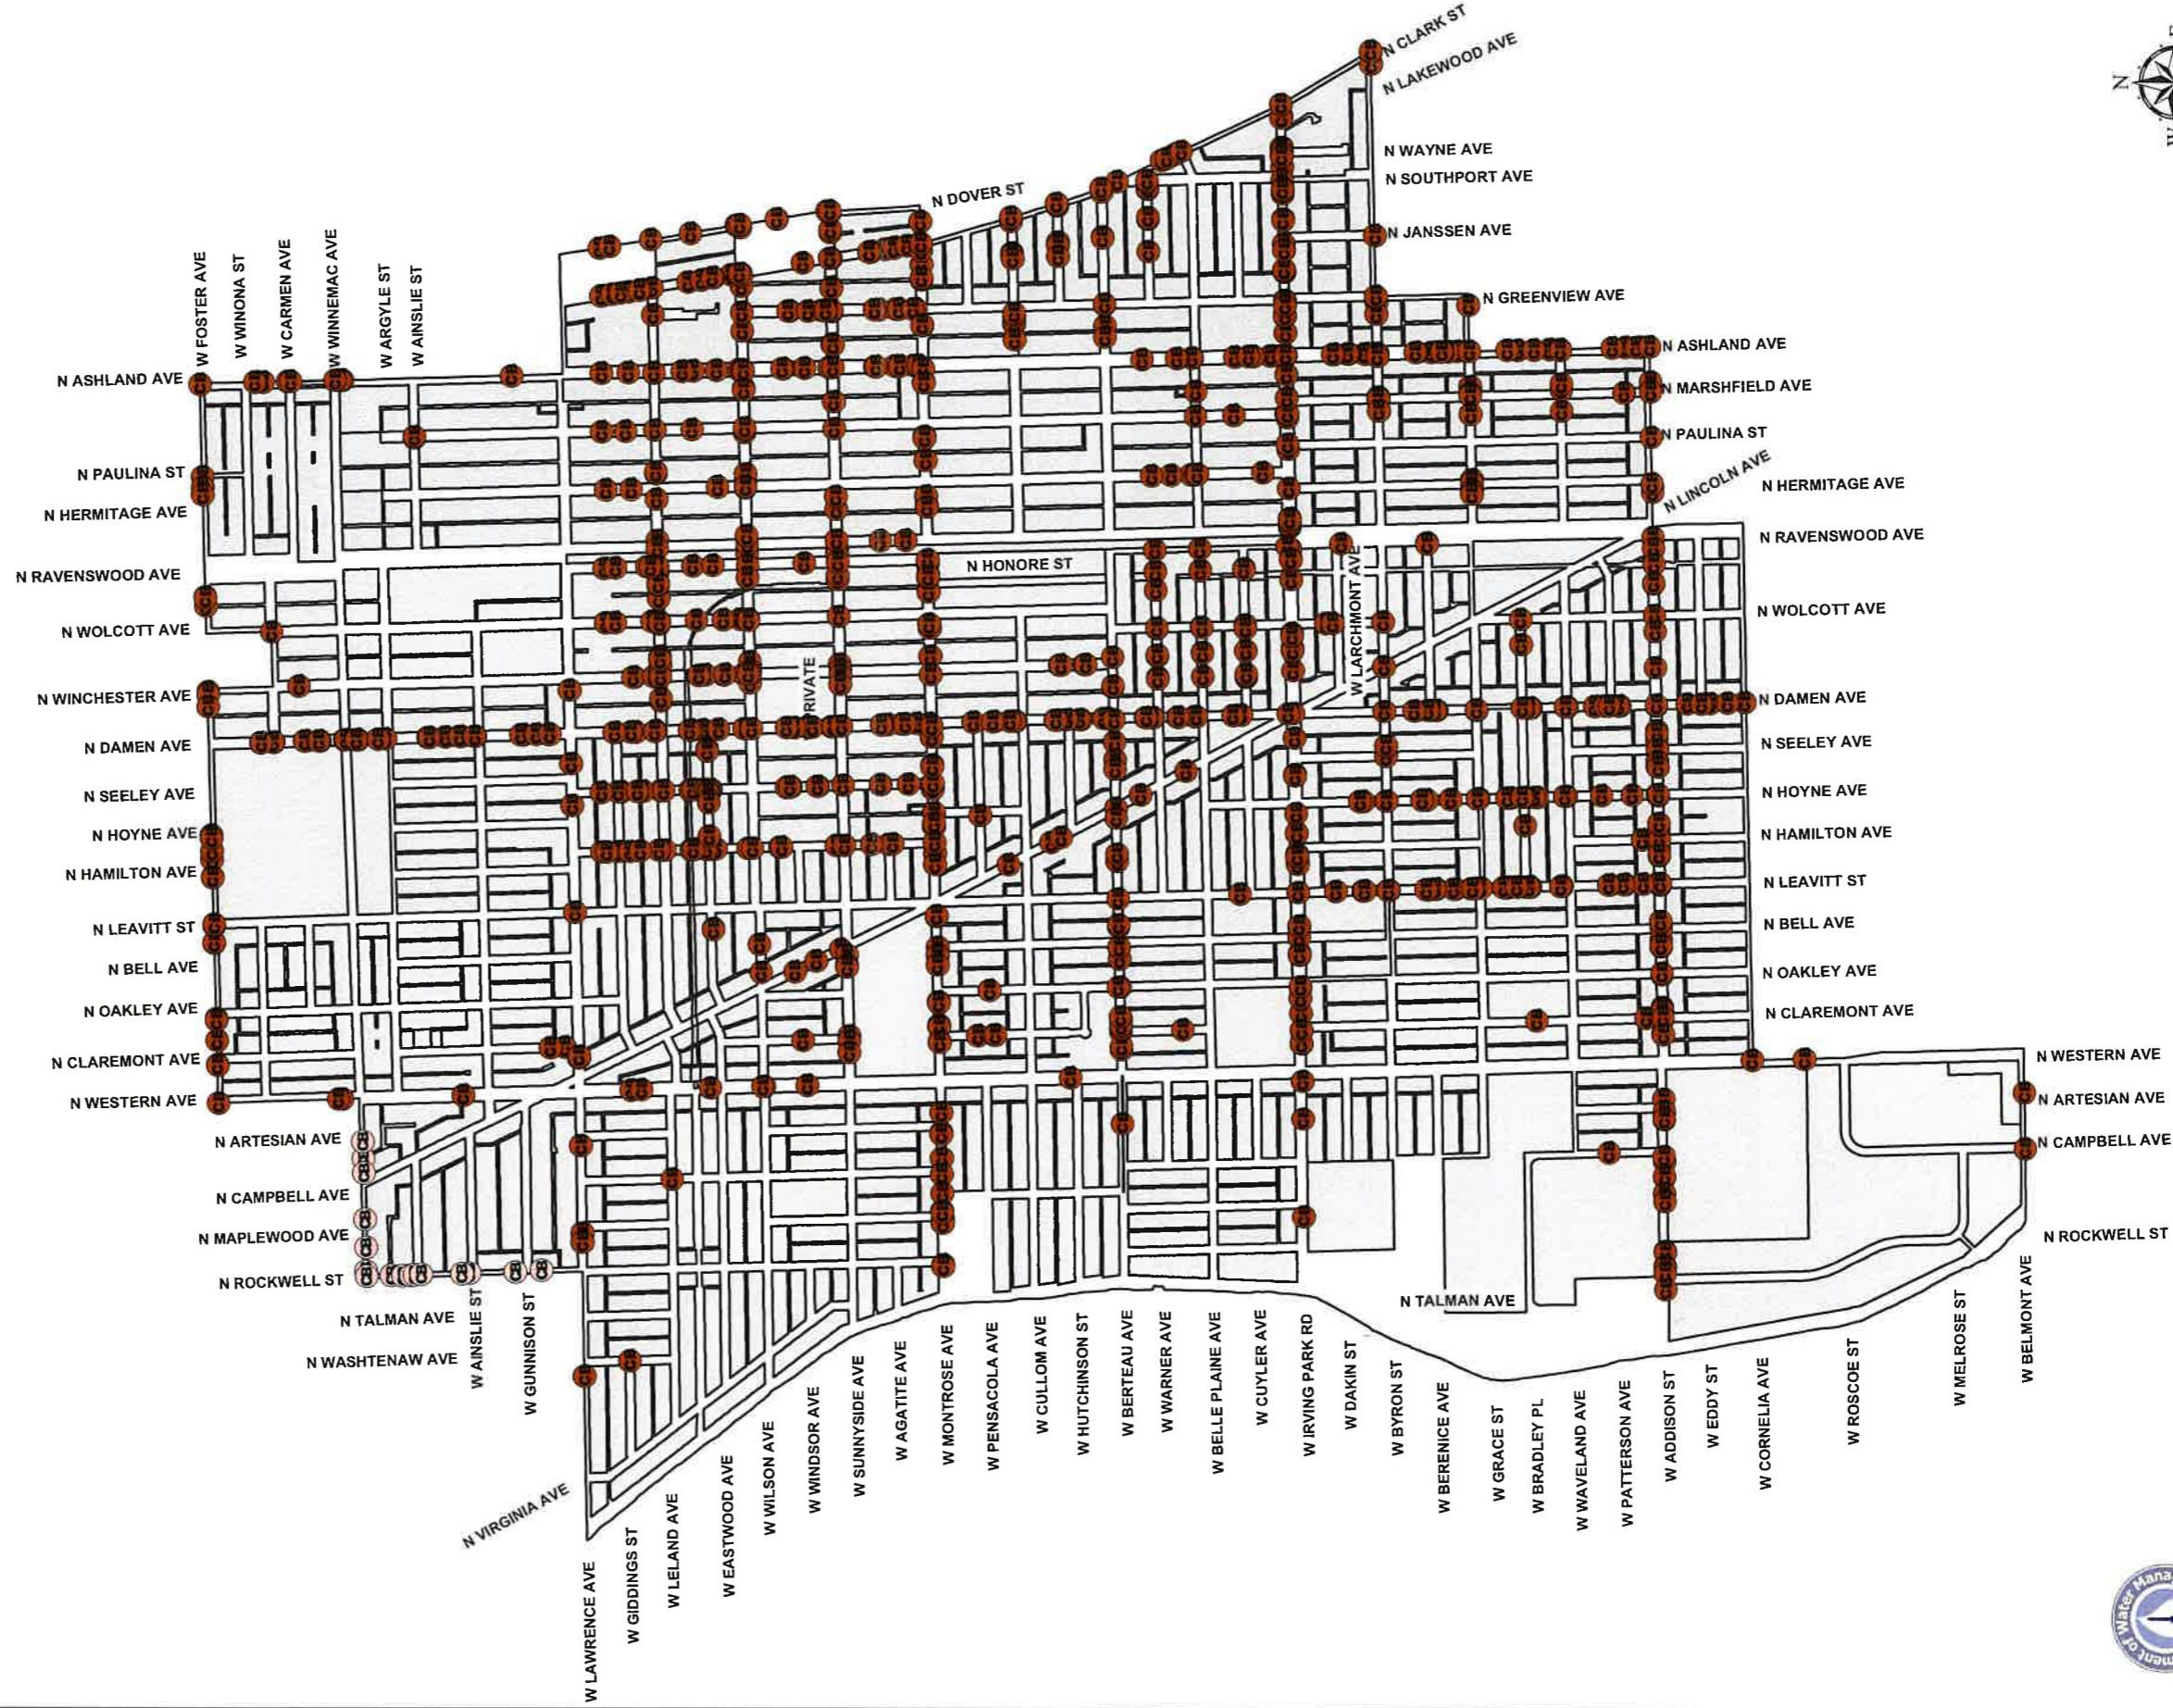 N CLARK ST
N LAKEWOOD AVE
N
N WAYNE AVE
N SOUTHPORT AVE
N DOVER ST
N JANSSEN AVE
N GREENVIEW AVE
W FOSTER AVE
W WINONA ST
W CARMEN AVE
W WINNEMAC AVE
W ARGYLE ST
W AINSLIE ST
N ASHLAND AVE
N ASHLAND AVE
N MARSHFIELD AVE
N PAULINA ST
N PAULINA ST
N LINCOLN AVE
N HERMITAGE AVE
N HERMITAGE AVE
N RAVENSWOOD AVE
N RAVENSWOOD AVE
N HONORE ST
W LARCHMONT AVE
N WOLCOTT AVE
N WOLCOTT AVE
PRIVATE
N WINCHESTER AVE
N DAMEN AVE
N DAMEN AVE
N SEELEY AVE
N SEELEY AVE
N HOYNE AVE
N HOYNE AVE
N HAMILTON AVE
N HAMILTON AVE
N LEAVITT ST
N LEAVITT ST
N BELL AVE
N BELL AVE
N OAKLEY AVE
N OAKLEY AVE
N CLAREMONT AVE
N CLAREMONT AVE
N WESTERN AVE
N WESTERN AVE
N ARTESIAN AVE
N ARTESIAN AVE
N CAMPBELL AVE
N CAMPBELL AVE
N MAPLEWOOD AVE
N ROCKWELL ST
N ROCKWELL ST
N TALMAN AVE
N TALMAN AVE
N WASHTENAW AVE
W AINSLIE ST
W GUNNISON ST
N VIRGINIA AVE
W LAWRENCE AVE
W GIDDINGS ST
W LELAND AVE
W EASTWOOD AVE
W WILSON AVE
W WINDSOR AVE
W SUNNYSIDE AVE
W AGATITE AVE
W MONTROSE AVE
W PENSACOLA AVE
W CULLOM AVE
W HUTCHINSON ST
W BERTEAU AVE
W WARNER AVE
W BELLE PLAINE AVE
W CUYLER AVE
W IRVING PARK RD
W DAKIN ST
W BYRON ST
W BERENICE AVE
W GRACE ST
W BRADLEY PL
W WAVELAND AVE
W PATTERSON AVE
W ADDISON ST
W EDDY ST
W CORNELIA AVE
W ROSCOE ST
W MELROSE ST
W BELMONT AVE
CB
of Water